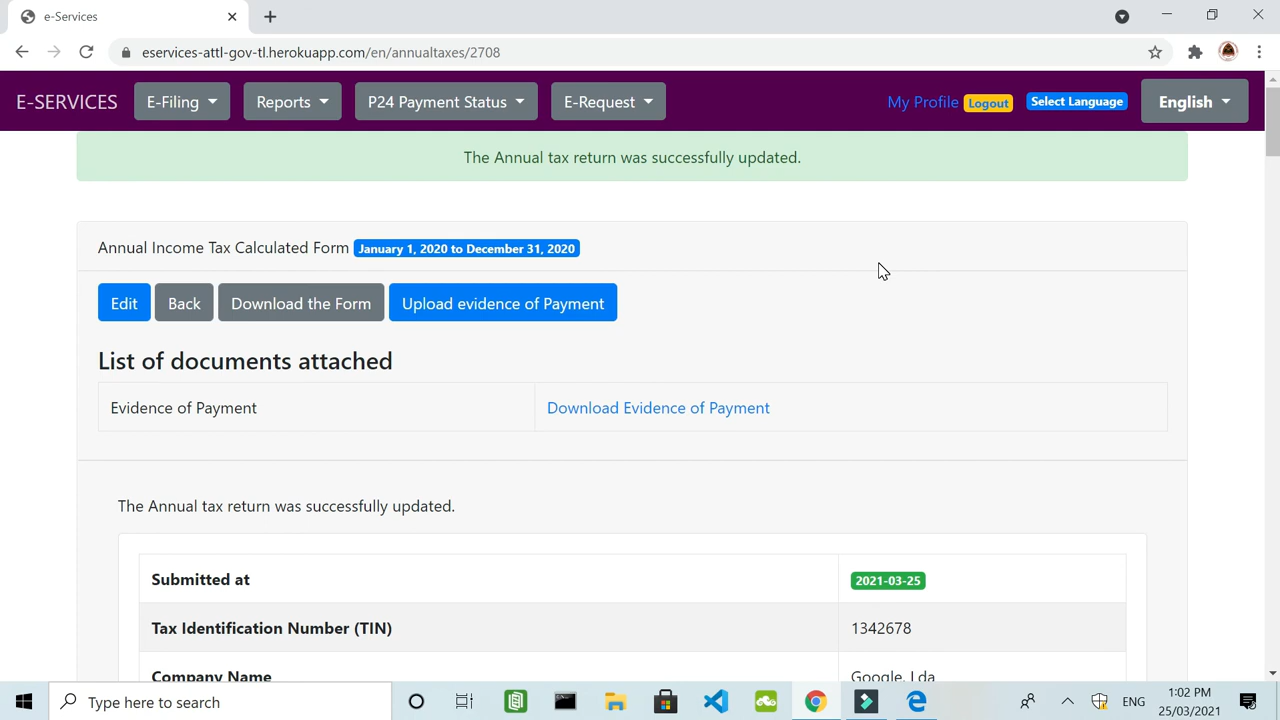 e-Services
eservices-attl-gov-tl.herokuapp.com/en/annualtaxes/2708
E-SERVICES E-Filing Reports P24 Payment Status E-Request My Profile Logout Select Language English
The Annual tax return was successfully updated.
Annual Income Tax Calculated Form January 1, 2020 to December 31, 2020
Edit Back Download the Form Upload evidence of Payment
List of documents attached
Evidence of Payment Download Evidence of Payment
The Annual tax return was successfully updated.
Submitted at 2021-03-25
Tax Identification Number (TIN) 1342678
Company Name Google, Lda
Type here to search ENG 1:02 PM
25/03/2021